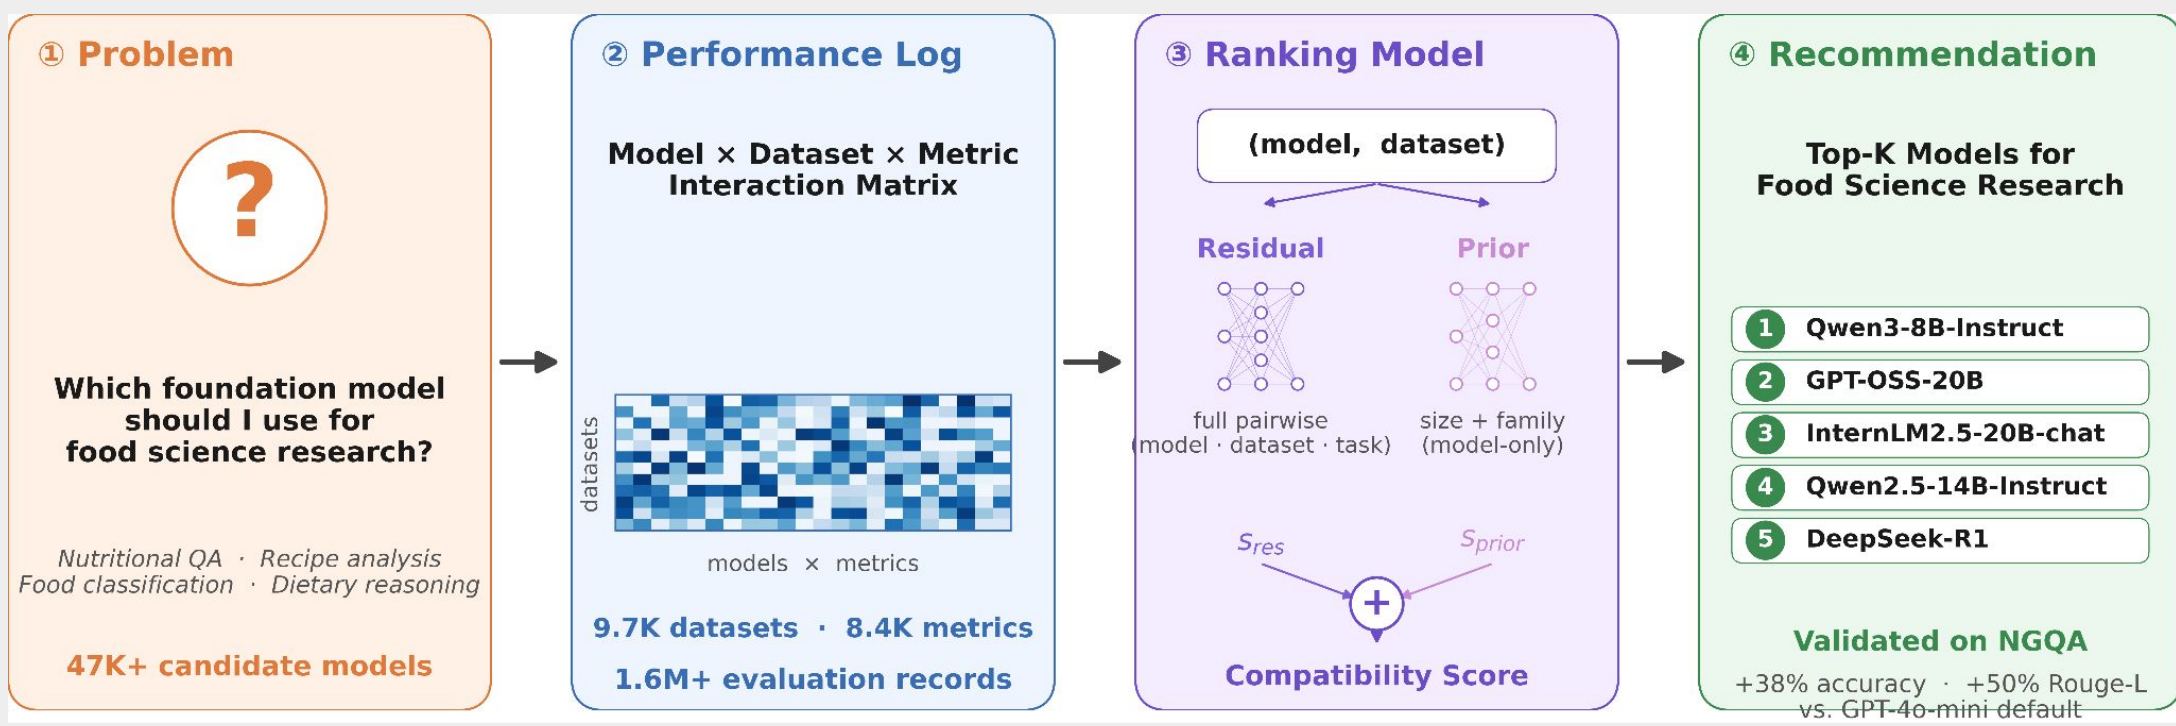 ① Problem
?
Which foundation model
should I use for
food science research?
Nutritional QA · Recipe analysis
Food classification · Dietary reasoning
47K+ candidate models
② Performance Log
Model × Dataset × Metric
Interaction Matrix
datasets
models × metrics
9.7K datasets · 8.4K metrics
1.6M+ evaluation records
③ Ranking Model
(model, dataset)
Residual
Prior
full pairwise
(model · dataset · task)
size + family
(model-only)
Sres
Sprior
+
Compatibility Score
④ Recommendation
Top-K Models for
Food Science Research
1 Qwen3-8B-Instruct
2 GPT-OSS-20B
3 InternLM2.5-20B-chat
4 Qwen2.5-14B-Instruct
5 DeepSeek-R1
Validated on NGQA
+38% accuracy · +50% Rouge-L
vs. GPT-4o-mini default